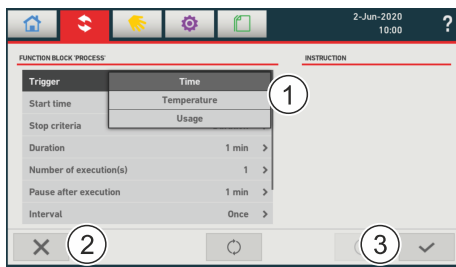 2-Jun-2020
10:00
?
FUNCTION BLOCK 'PROCESS'
INSTRUCTION
Trigger
Time
Temperature
Usage
1
Start time
Stop criteria
Duration 1 min >
Number of execution(s) 1 >
Pause after execution 1 min >
Interval Once >
2
3